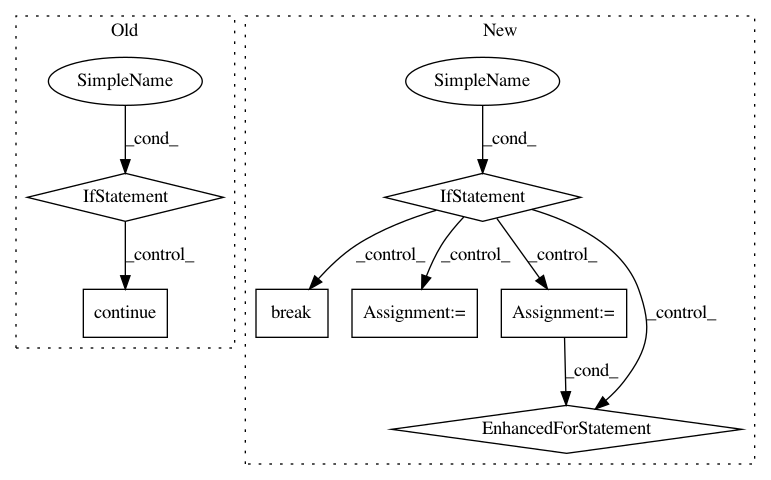 Old
New
SimpleName
SimpleName
_cond_
_cond_
IfStatement
IfStatement
_control_
_control_
_control_
_control_
_control_
continue
break
Assignment:=
Assignment:=
_cond_
EnhancedForStatement